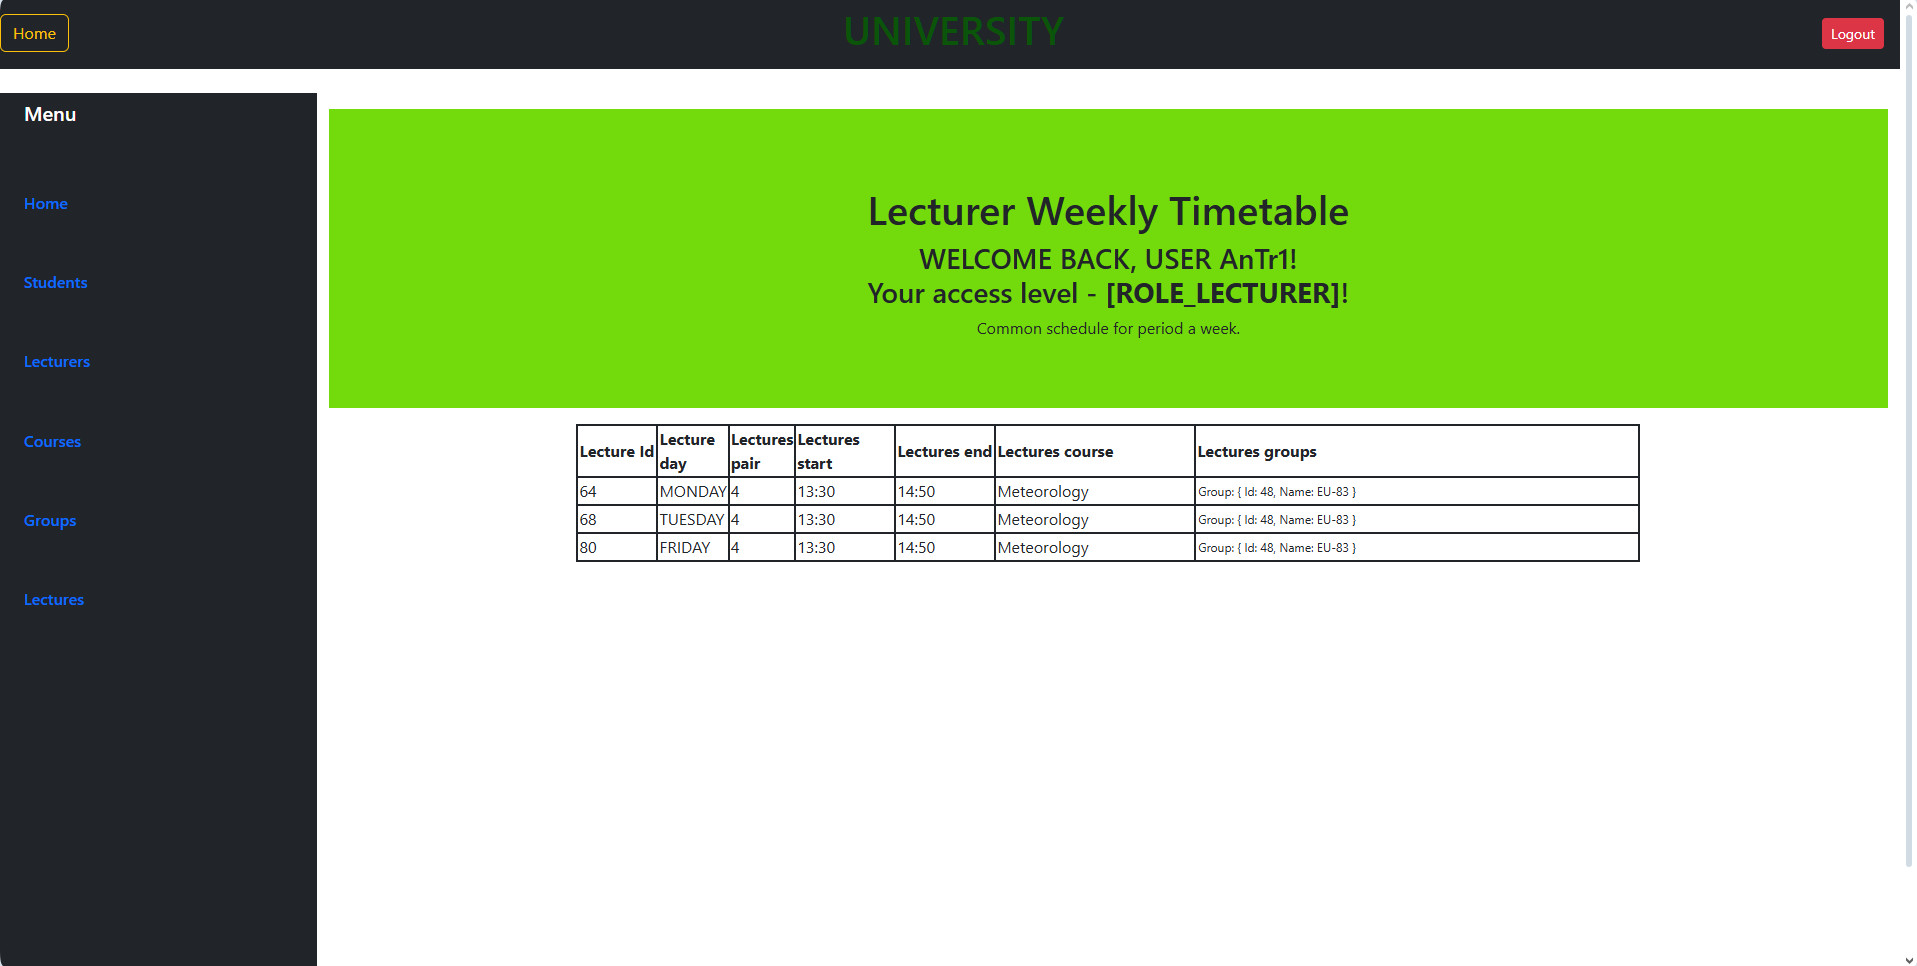 Home
UNIVERSITY
Logout
Menu
Home
Students
Lecturers
Courses
Groups
Lectures
Lecturer Weekly Timetable
WELCOME BACK, USER AnTr1!
Your access level - [ROLE_LECTURER]!
Common schedule for period a week.
Lecture Id Lecture day Lectures pair Lectures start Lectures end Lectures course Lectures groups
64 MONDAY 4 13:30 14:50 Meteorology Group: { Id: 48, Name: EU-83 }
68 TUESDAY 4 13:30 14:50 Meteorology Group: { Id: 48, Name: EU-83 }
80 FRIDAY 4 13:30 14:50 Meteorology Group: { Id: 48, Name: EU-83 }